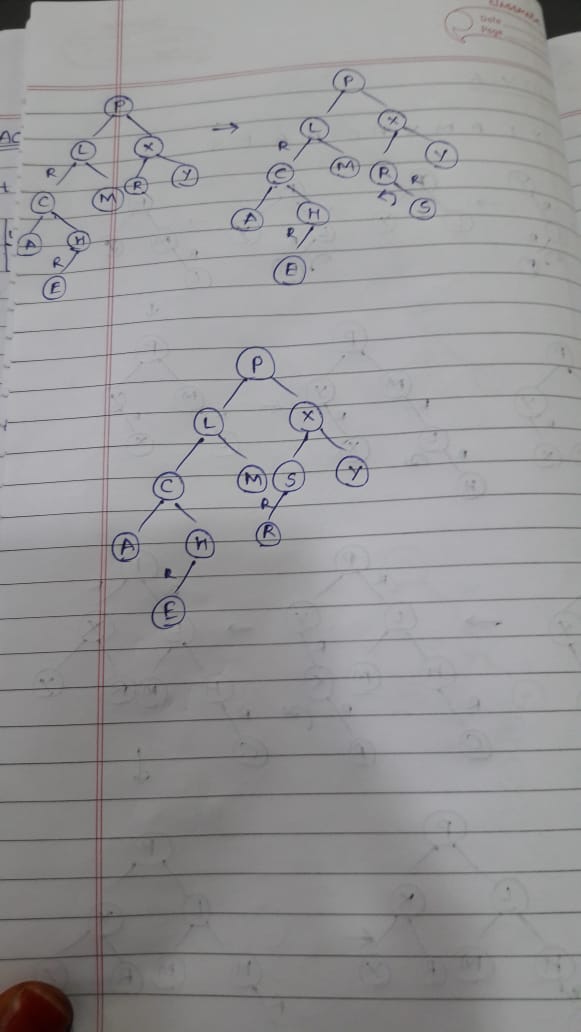 classmate
Date
Page
AC
P
L X
R
C M R Y
A H
R
E
→
P
L X
R
C M R R Y
A H S
R
E
P
L X
C M S Y
R
A H R
R
E